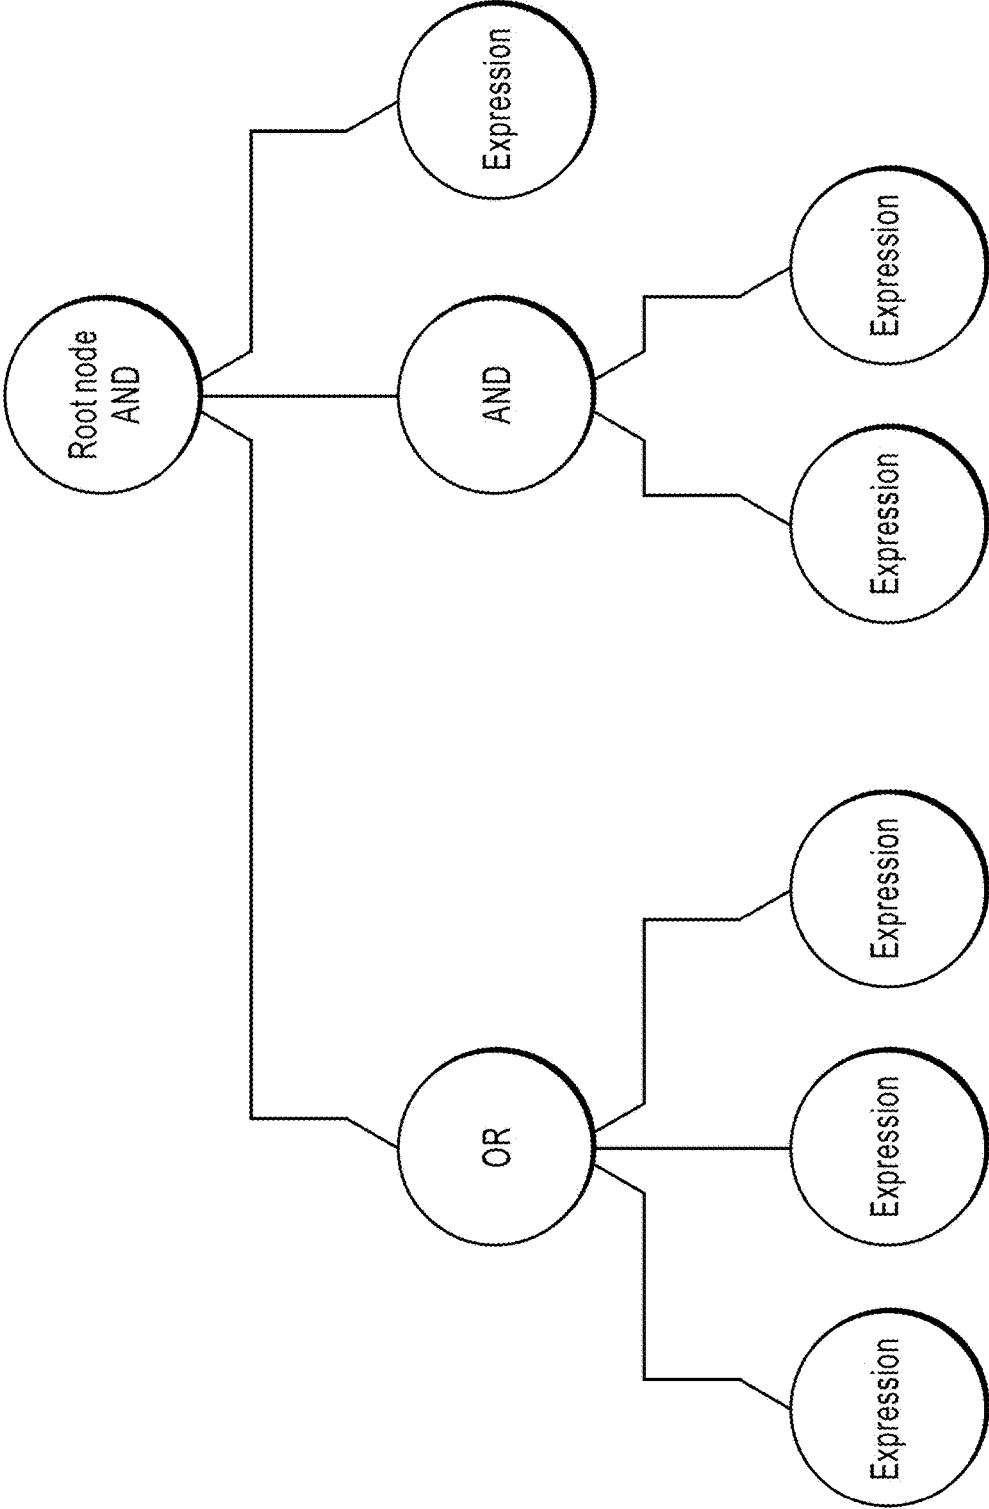 Root node
AND
OR
AND
Expression
Expression
Expression
Expression
Expression
Expression